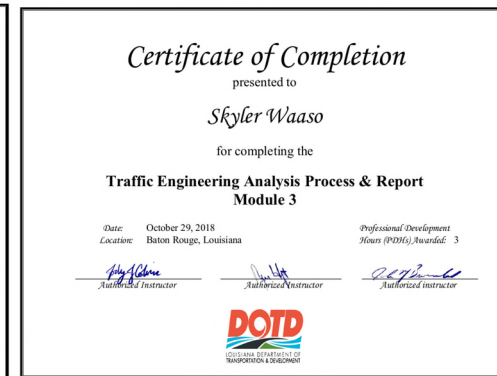 Certificate of Completion
presented to
Skyler Waaso
for completing the
Traffic Engineering Analysis Process & Report
Module 3
Date: October 29, 2018
Location: Baton Rouge, Louisiana
Professional Development
Hours (PDHs) Awarded: 3
Authorized Instructor
Authorized Instructor
Authorized instructor
DOTD
LOUISIANA DEPARTMENT OF
TRANSPORTATION & DEVELOPMENT